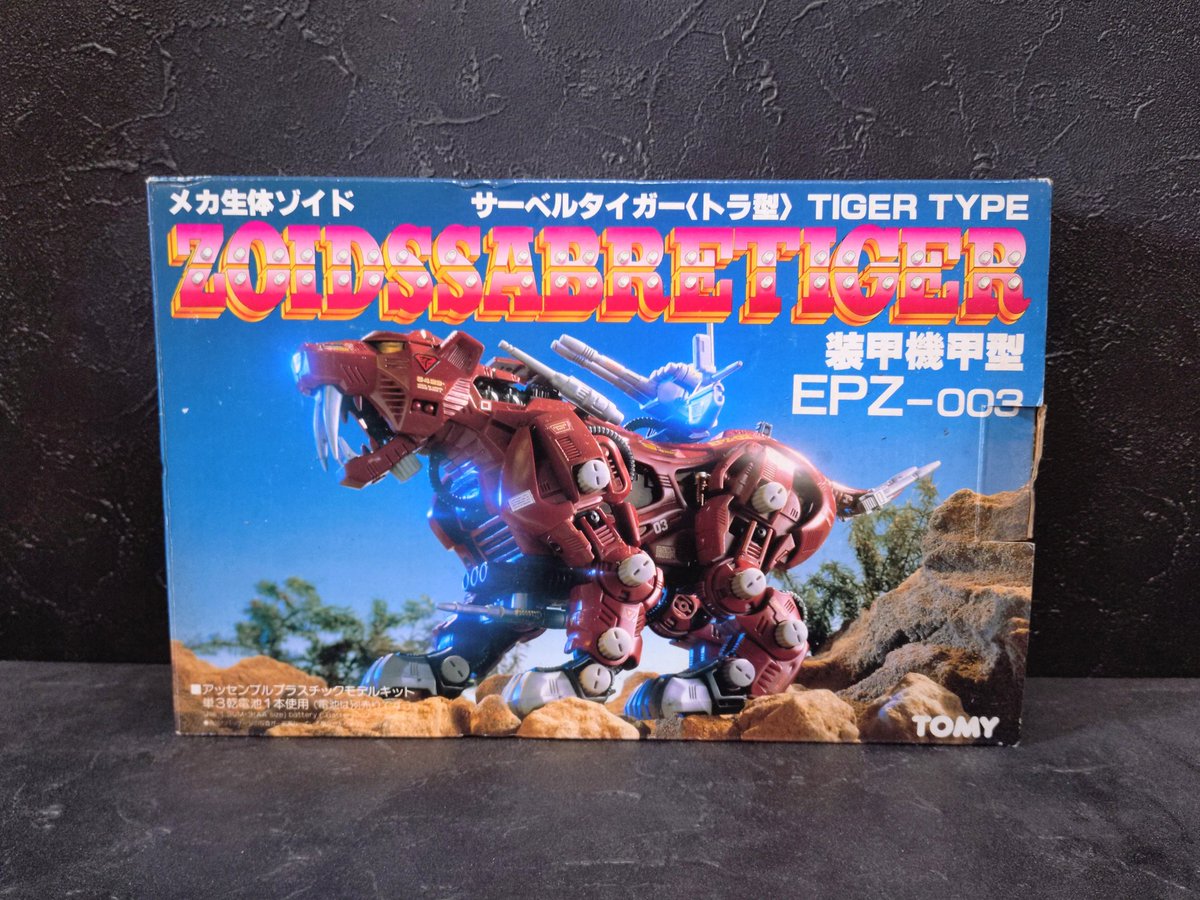 メカ生体ゾイド
サーベルタイガー〈トラ型〉 TIGER TYPE
ZOIDSSABRETIGER
装甲機甲型
EPZ-003
03
■アッセンブルプラスチックモデルキット
単3乾電池1本使用
TOMY